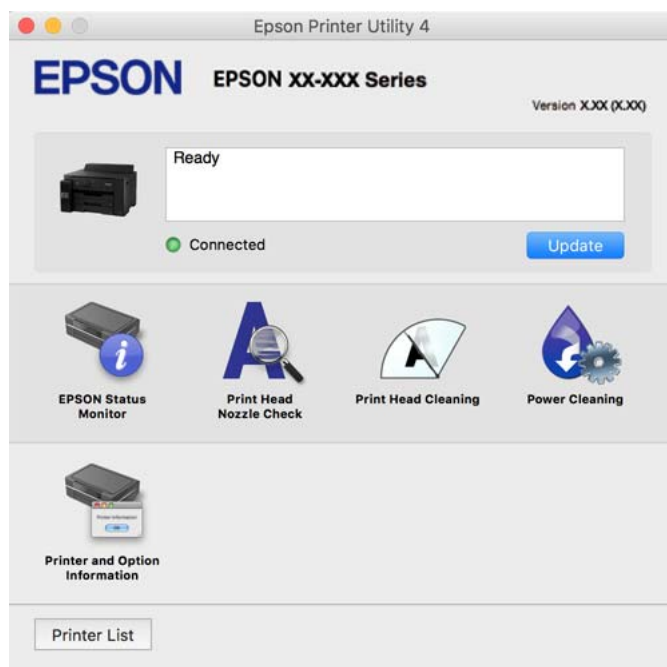 Epson Printer Utility 4
EPSON
EPSON XX-XXX Series
Version X.XX (X.XX)
Ready
Connected
Update
EPSON Status
Monitor
Print Head
Nozzle Check
Print Head Cleaning
Power Cleaning
Printer and Option
Information
Printer List